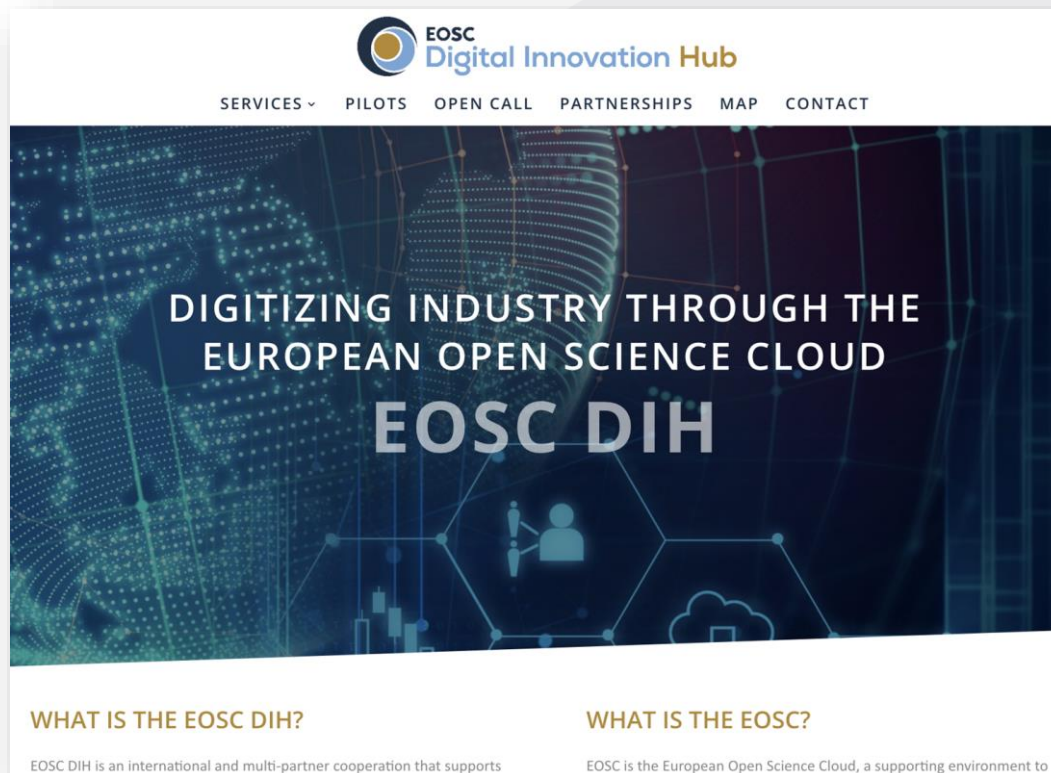 EOSC
Digital Innovation Hub
SERVICES PILOTS OPEN CALL PARTNERSHIPS MAP CONTACT
DIGITIZING INDUSTRY THROUGH THE
EUROPEAN OPEN SCIENCE CLOUD
EOSC DIH
WHAT IS THE EOSC DIH?
EOSC DIH is an international and multi-partner cooperation that supports
WHAT IS THE EOSC?
EOSC is the European Open Science Cloud, a supporting environment to